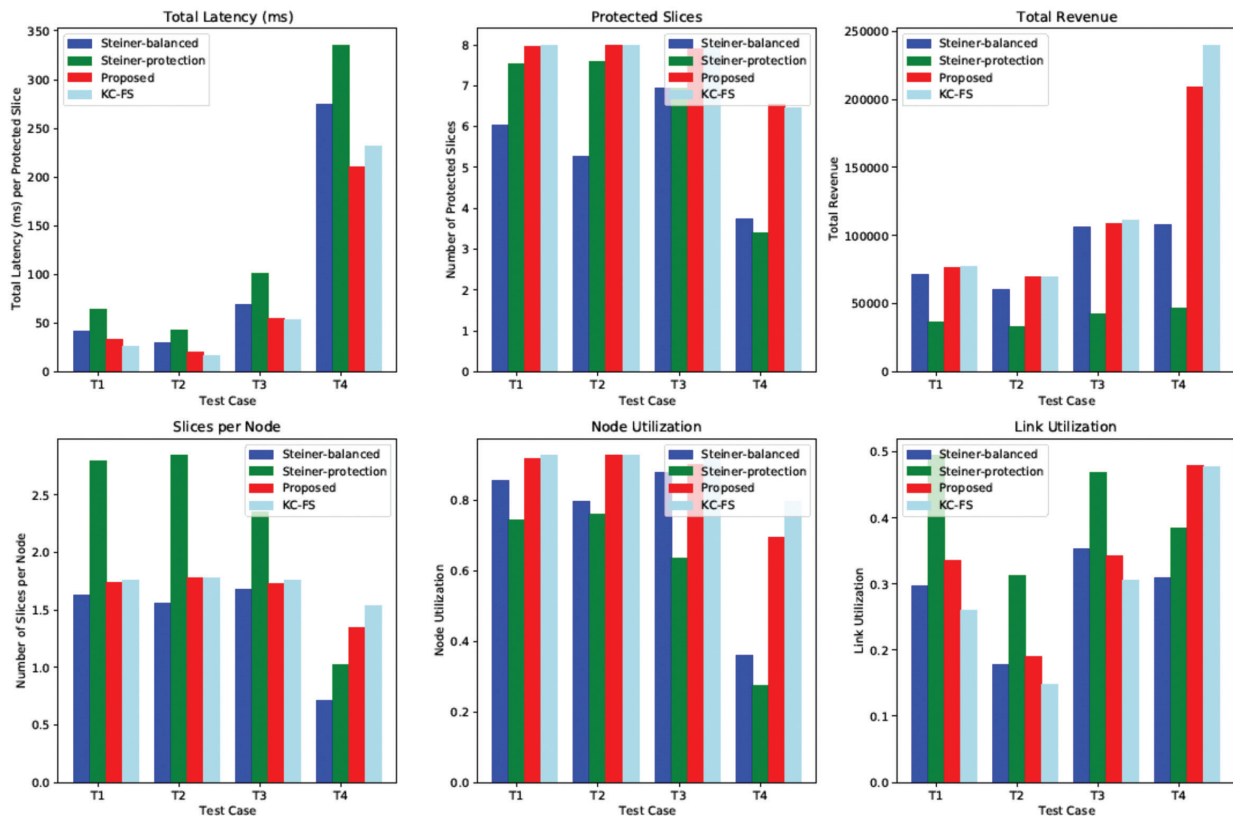 Total Latency (ms)
Total Latency (ms) per Protected Slice
350
300
250
200
150
100
50
0
Steiner-balanced
Steiner-protection
Proposed
KC-FS
T1 T2 T3 T4
Test Case
Protected Slices
Number of Protected Slices
8
7
6
5
4
3
2
1
0
Steiner-balanced
Steiner-protection
Proposed
KC-FS
T1 T2 T3 T4
Test Case
Total Revenue
Total Revenue
250000
200000
150000
100000
50000
0
Steiner-balanced
Steiner-protection
Proposed
KC-FS
T1 T2 T3 T4
Test Case
Slices per Node
Number of Slices per Node
2.5
2.0
1.5
1.0
0.5
0.0
Steiner-balanced
Steiner-protection
Proposed
KC-FS
T1 T2 T3 T4
Test Case
Node Utilization
Node Utilization
0.8
0.6
0.4
0.2
0.0
Steiner-balanced
Steiner-protection
Proposed
KC-FS
T1 T2 T3 T4
Test Case
Link Utilization
Link Utilization
0.5
0.4
0.3
0.2
0.1
0.0
Steiner-balanced
Steiner-protection
Proposed
KC-FS
T1 T2 T3 T4
Test Case